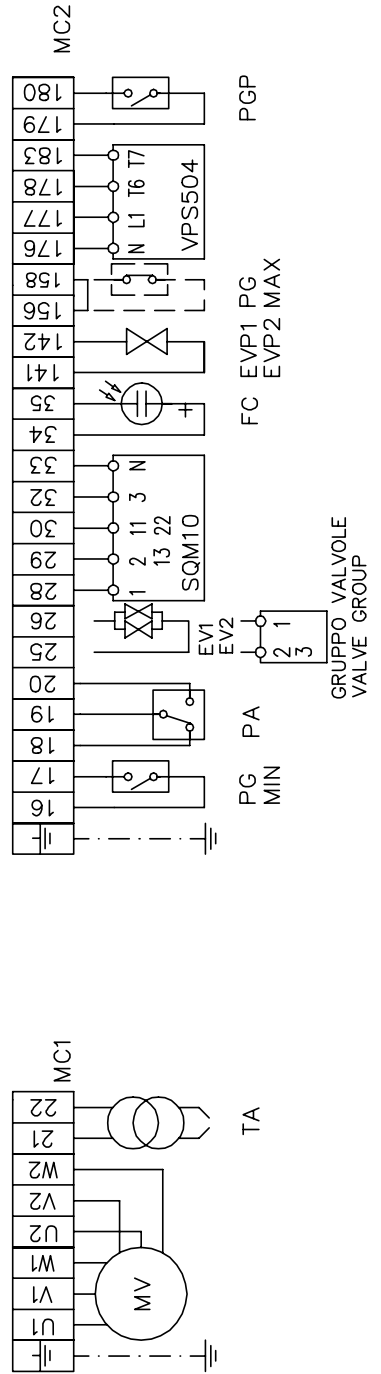 MC2
180
179
183
178
177
176
158
156
142
141
35
34
33
32
30
29
28
26
25
20
19
18
17
16
PGP
N L1 T6 T7
VPS504
EVP1 PG
EVP2 MAX
FC
+
1 2 11 3 N
13 22
SQM10
EV1
EV2
2 1
3
GRUPPO VALVOLE
VALVE GROUP
PA
PG
MIN
MC1
22
21
W2
V2
U2
W1
V1
U1
MV
TA